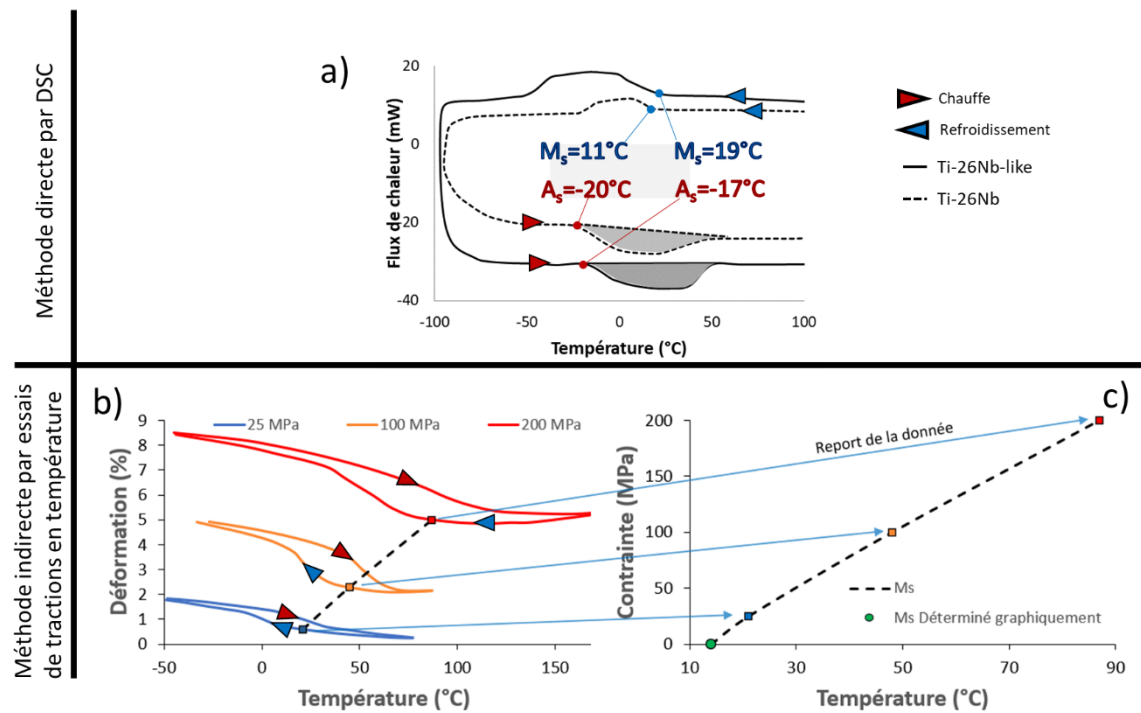 Méthode directe par DSC
a)
20
0
-20
-40
Flux de chaleur (mW)
-100
-50
0
50
100
Température (°C)
Ms=11°C
Ms=19°C
As=-20°C
As=-17°C
Chauffe
Refroidissement
Ti-26Nb-like
Ti-26Nb
Méthode indirecte par essais
de tractions en température
b)
25 MPa
100 MPa
200 MPa
9
8
7
6
5
4
3
2
1
0
Déformation (%)
-50
0
50
100
150
Température (°C)
c)
200
150
100
50
0
Contrainte (MPa)
Report de la donnée
Ms
Ms Déterminé graphiquement
10
30
50
70
90
Température (°C)